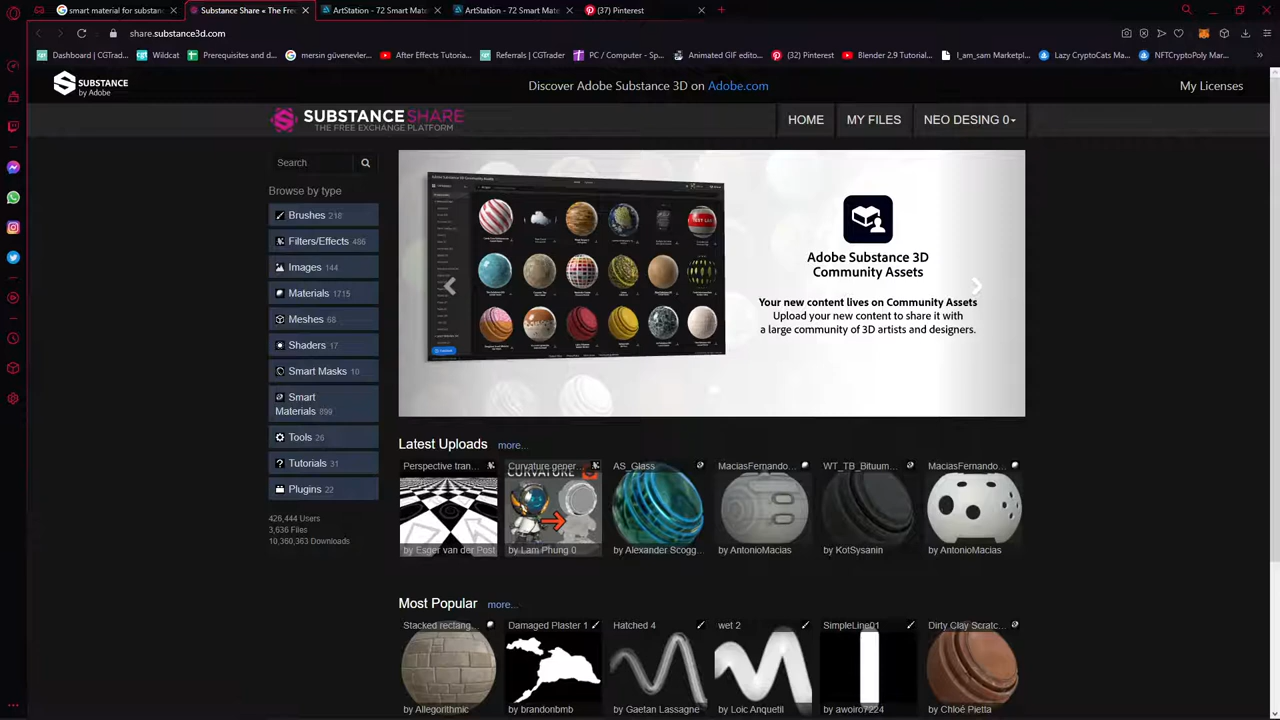 smart material for substanc
Substance Share « The Free
ArtStation - 72 Smart Mate
ArtStation - 72 Smart Mate
(37) Pinterest
share.substance3d.com
Dashboard | CGTrader
Wildcat
Prerequisites and d...
mersin güvenevler...
After Effects Tutoria...
Referrals | CGTrader
PC / Computer - Sp...
Animated GIF edito...
(32) Pinterest
Blender 2.9 Tutorial...
I_am_sam Marketpl...
Lazy CryptoCats Ma...
NFTCryptoPoly Mar...
SUBSTANCE
by Adobe
Discover Adobe Substance 3D on Adobe.com
My Licenses
SUBSTANCE SHARE
THE FREE EXCHANGE PLATFORM
HOME
MY FILES
NEO DESING 0
Search
Browse by type
Brushes 218
Filters/Effects 486
Images 144
Materials 1715
Meshes 68
Shaders 17
Smart Masks 10
Smart
Materials 899
Tools 26
Tutorials 31
Plugins 22
426,444 Users
3,636 Files
10,360,363 Downloads
Adobe Substance 3D
Community Assets
Your new content lives on Community Assets
Upload your new content to share it with
a large community of 3D artists and designers.
Latest Uploads more...
Perspective tran...
by Esger van der Post
Curvature gener...
CURVATURE
by Lam Phung 0
AS_Glass
by Alexander Scogg...
MaciasFernando...
by AntonioMacias
WT_TB_Bituum...
by KotSysanin
MaciasFernando...
by AntonioMacias
Most Popular more...
Stacked rectang...
by Allegorithmic
Damaged Plaster 1
by brandonbmb
Hatched 4
by Gaetan Lassagne
wet 2
by Loic Anquetil
SimpleLine01
by awoiro7224
Dirty Clay Scratc...
by Chloé Pietta